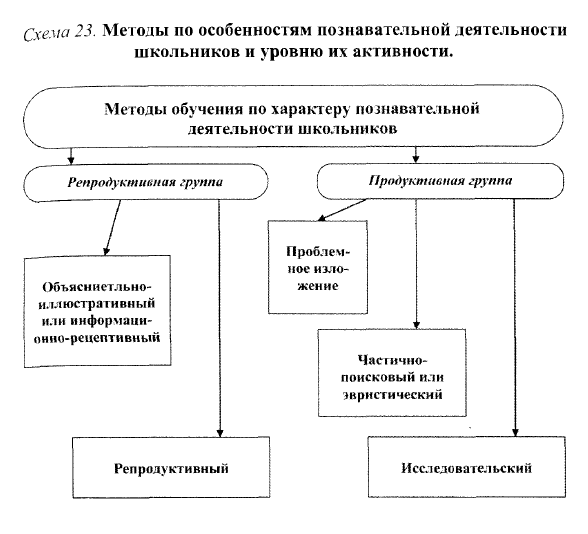 Схема 23. Методы по особенностям познавательной деятельности
школьников и уровню их активности.
Методы обучения по характеру познавательной
деятельности школьников
Репродуктивная группа
Продуктивная группа
Объясниетльно-
иллюстративный
или информаци-
онно-рецептивный
Проблем-
ное изло-
жение
Частично-
поисковый или
эвристический
Репродуктивный
Исследовательский